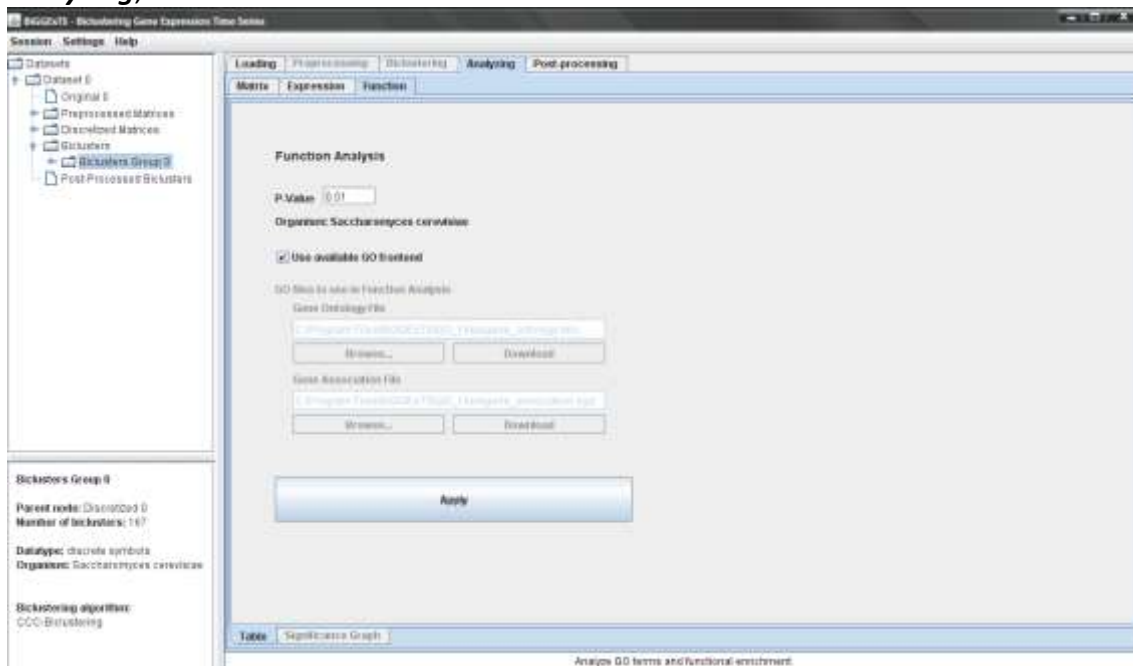 BiGGEsTS - Biclustering Gene Expression Time Series
Session Settings Help
Datasets
Dataset 0
Original 0
Preprocessed Matrices
Discretized Matrices
Biclusters
Biclusters Group 0
Post-Processed Biclusters
Loading Preprocessing Biclustering Analyzing Post-processing
Matrix Expression Function
Function Analysis
P-Value 0.01
Organism: Saccharomyces cerevisiae
Use available GO frontend
GO files to use in Function Analysis
Gene Ontology File
Browse... Download
Gene Association File
Browse... Download
Apply
Biclusters Group 0
Parent node: Discretized 0
Number of biclusters: 167
Datatype: discrete symbols
Organism: Saccharomyces cerevisiae
Biclustering algorithm:
CCC-Biclustering
Table Significance Graph
Analyze GO terms and functional enrichment